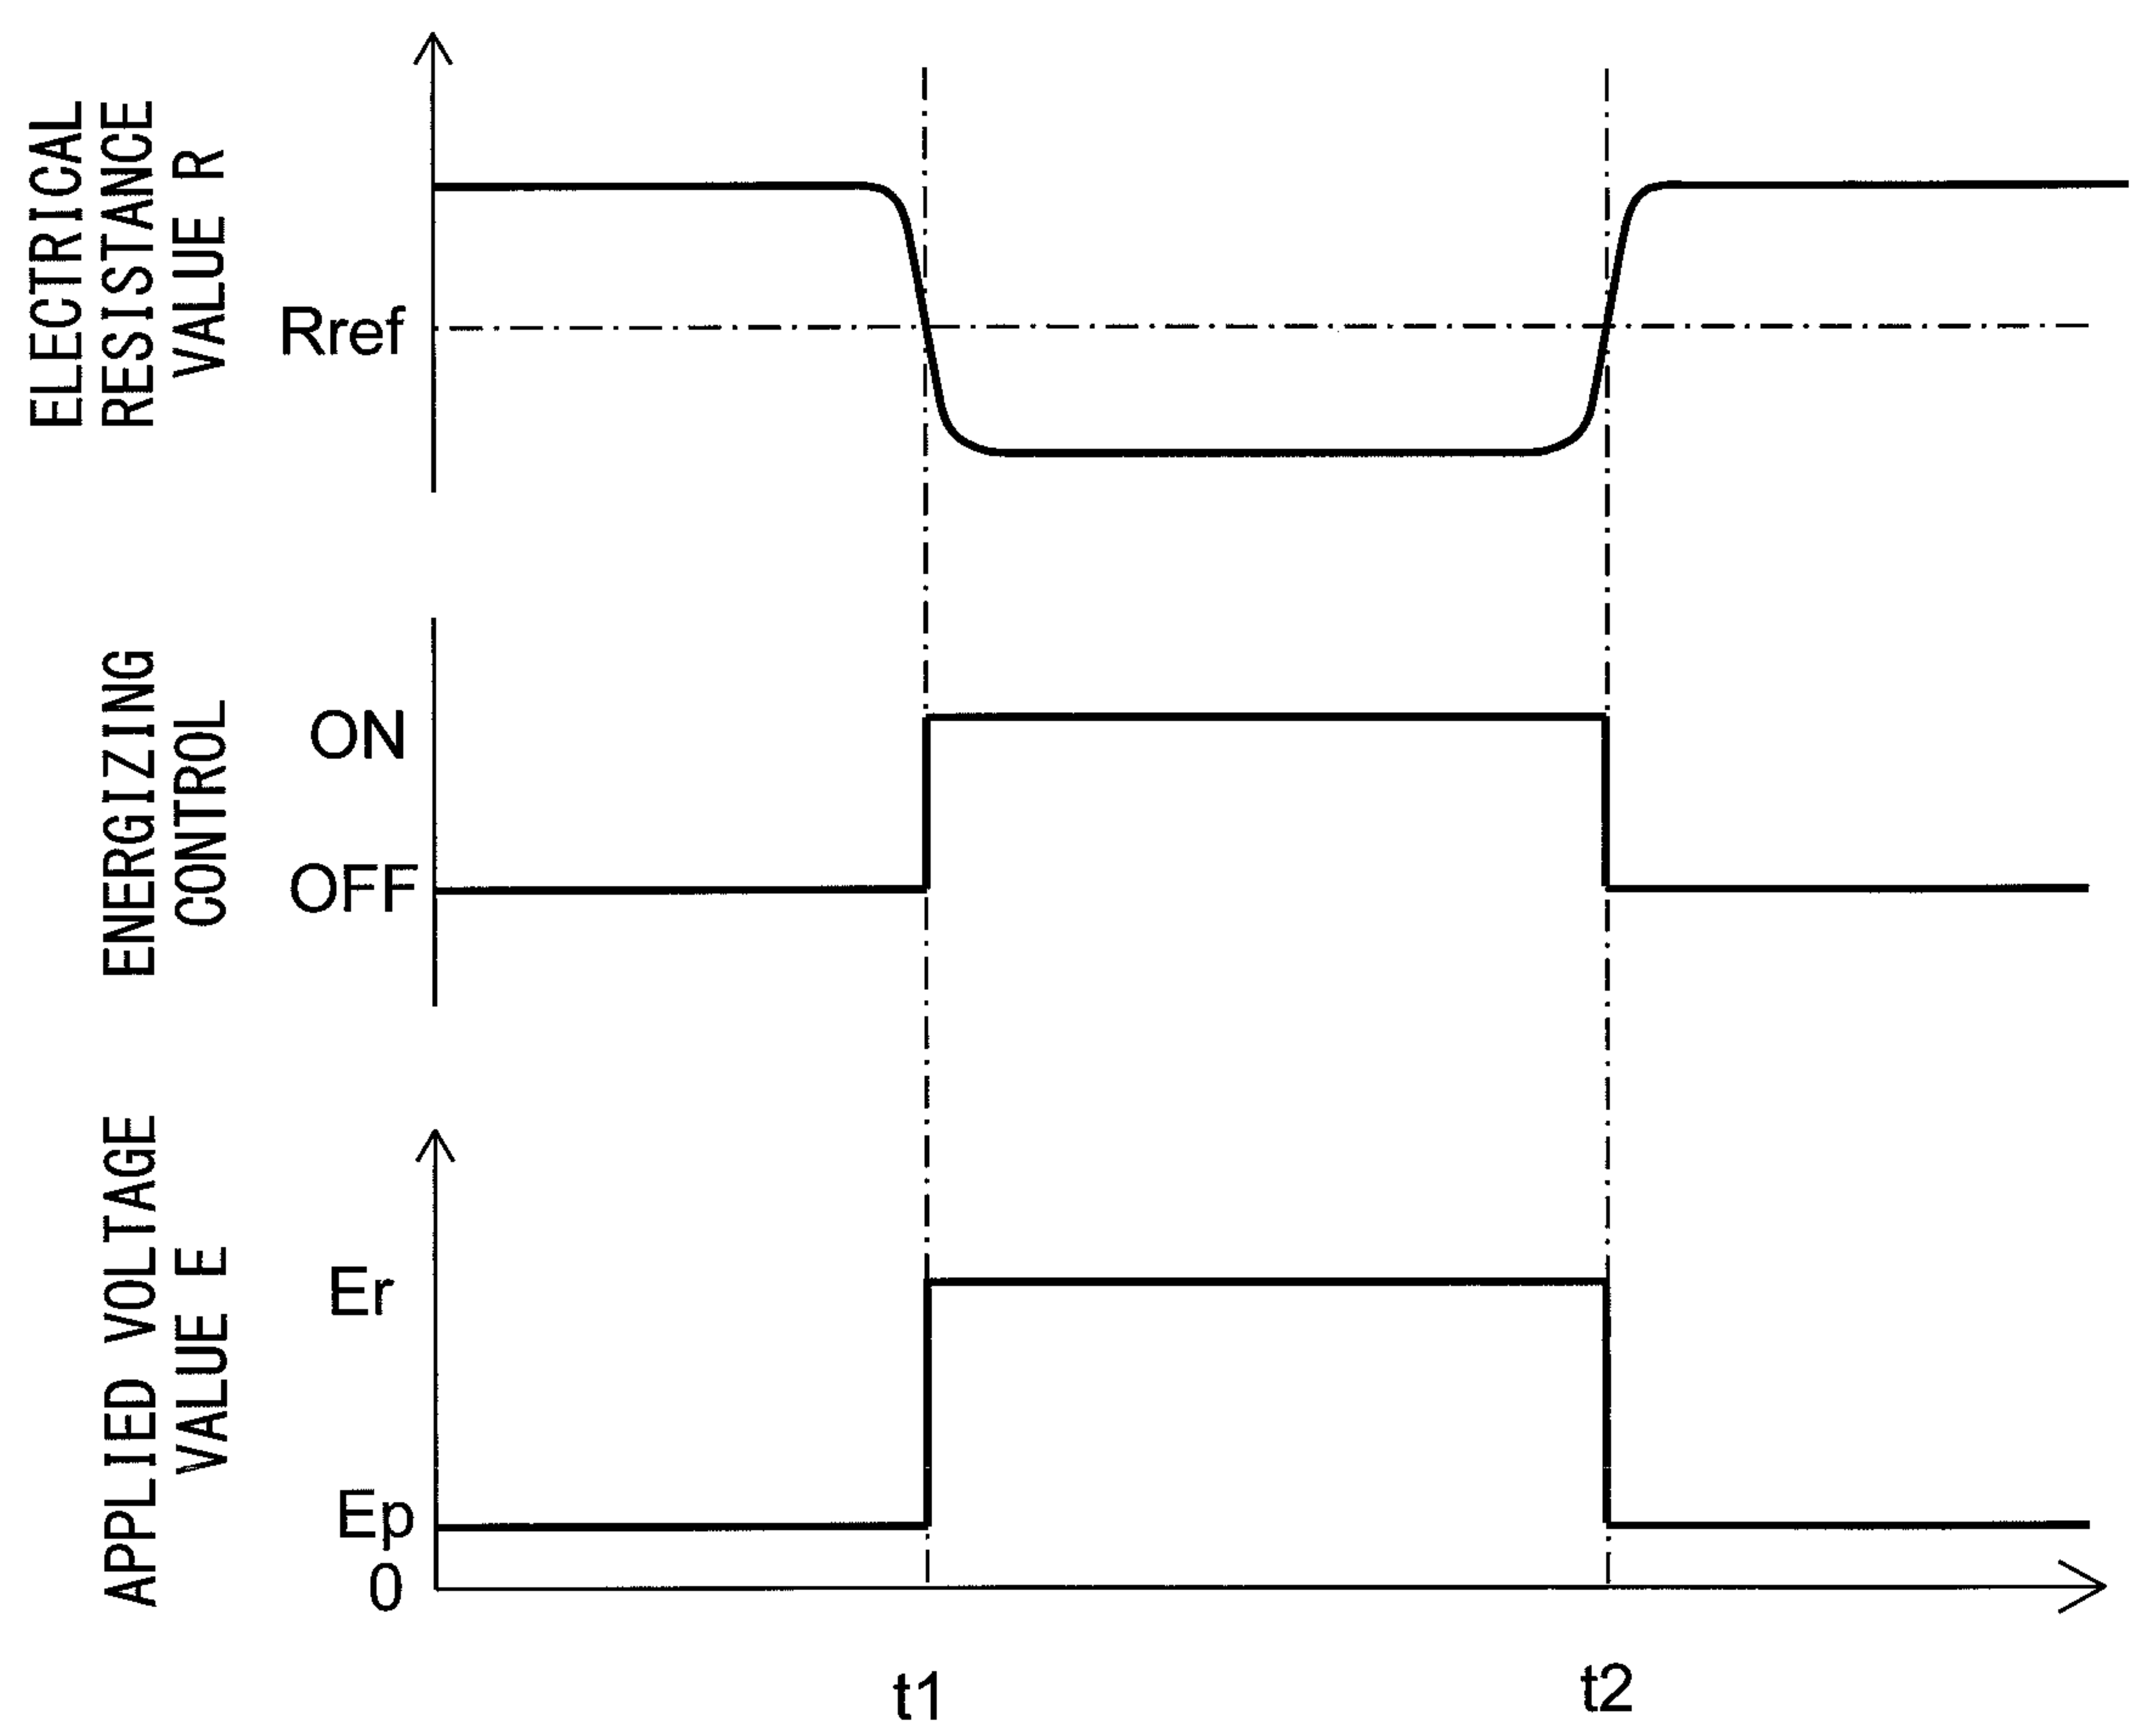 ELECTRICAL
RESISTANCE
VALUE R
Rref
ENERGIZING
CONTROL
ON
OFF
APPLIED VOLTAGE
VALUE E
Er
Ep
0
t1
t2